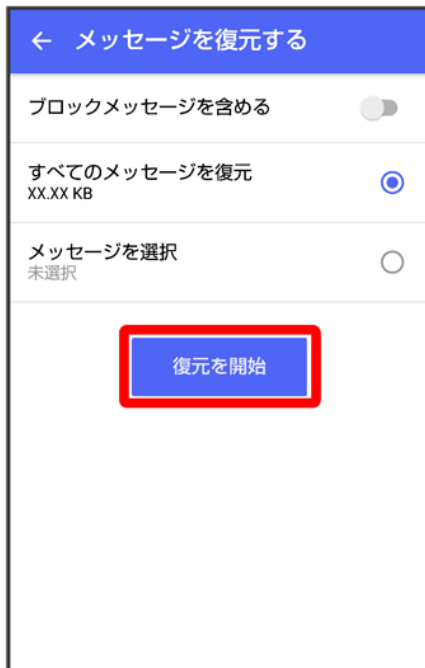 メッセージを復元する
ブロックメッセージを含める
すべてのメッセージを復元
XX.XX KB
メッセージを選択
未選択
復元を開始